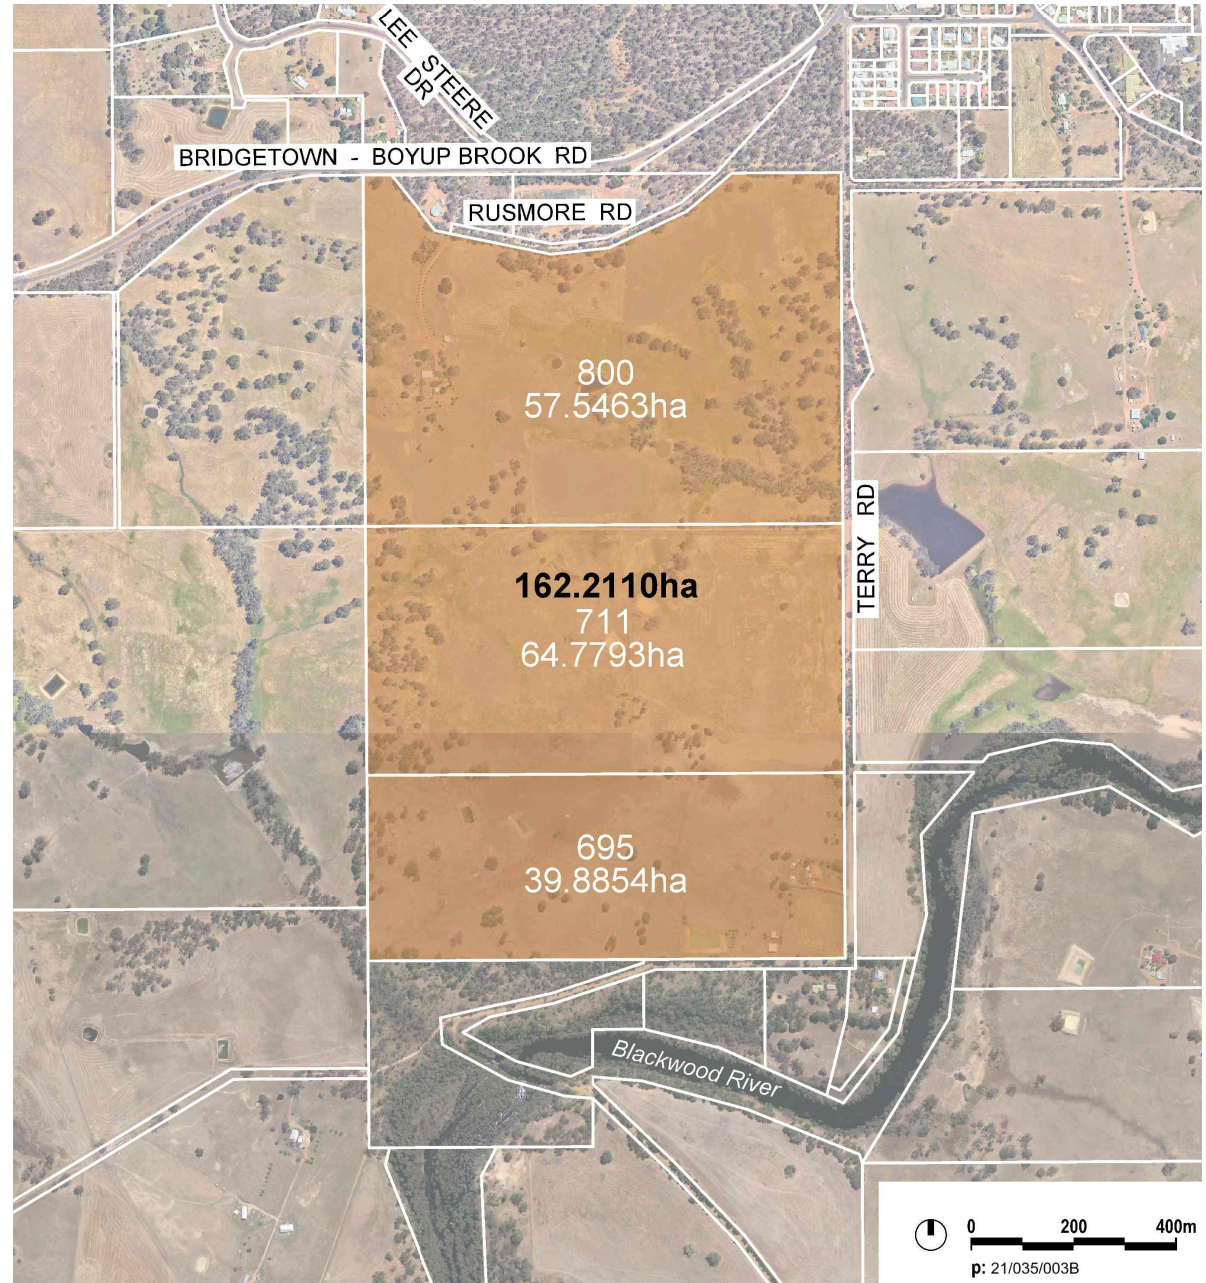 LEE STEERE
DR
BRIDGETOWN - BOYUP BROOK RD
RUSMORE RD
800
57.5463ha
TERRY RD
162.2110ha
711
64.7793ha
695
39.8854ha
Blackwood River
0 200 400m
p: 21/035/003B